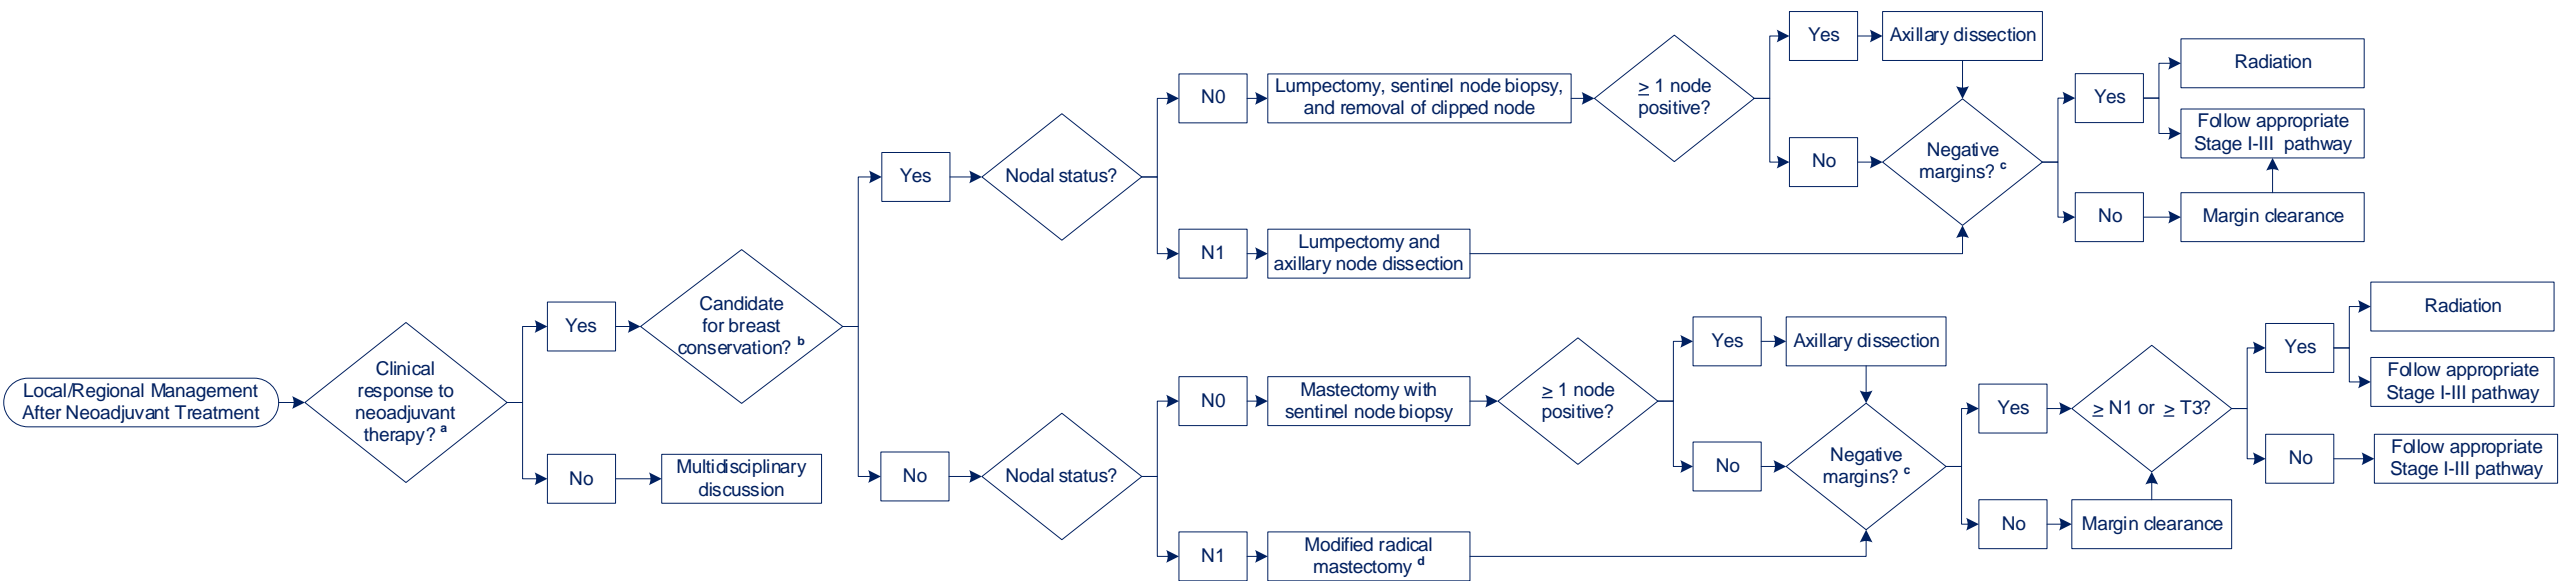 Local/Regional Management
After Neoadjuvant Treatment
Clinical
response to
neoadjuvant
therapy? a
Yes
No
Multidisciplinary
discussion
Candidate
for breast
conservation? b
Yes
Nodal status?
N0
Lumpectomy, sentinel node biopsy,
and removal of clipped node
≥ 1 node
positive?
Yes
Axillary dissection
No
N1
Lumpectomy and
axillary node dissection
Negative
margins? c
Yes
Radiation
Follow appropriate
Stage I-III pathway
No
Margin clearance
No
Nodal status?
N0
Mastectomy with
sentinel node biopsy
≥ 1 node
positive?
Yes
Axillary dissection
No
N1
Modified radical
mastectomy d
Negative
margins? c
Yes
≥ N1 or ≥ T3?
No
Margin clearance
Yes
Radiation
Follow appropriate
Stage I-III pathway
No
Follow appropriate
Stage I-III pathway